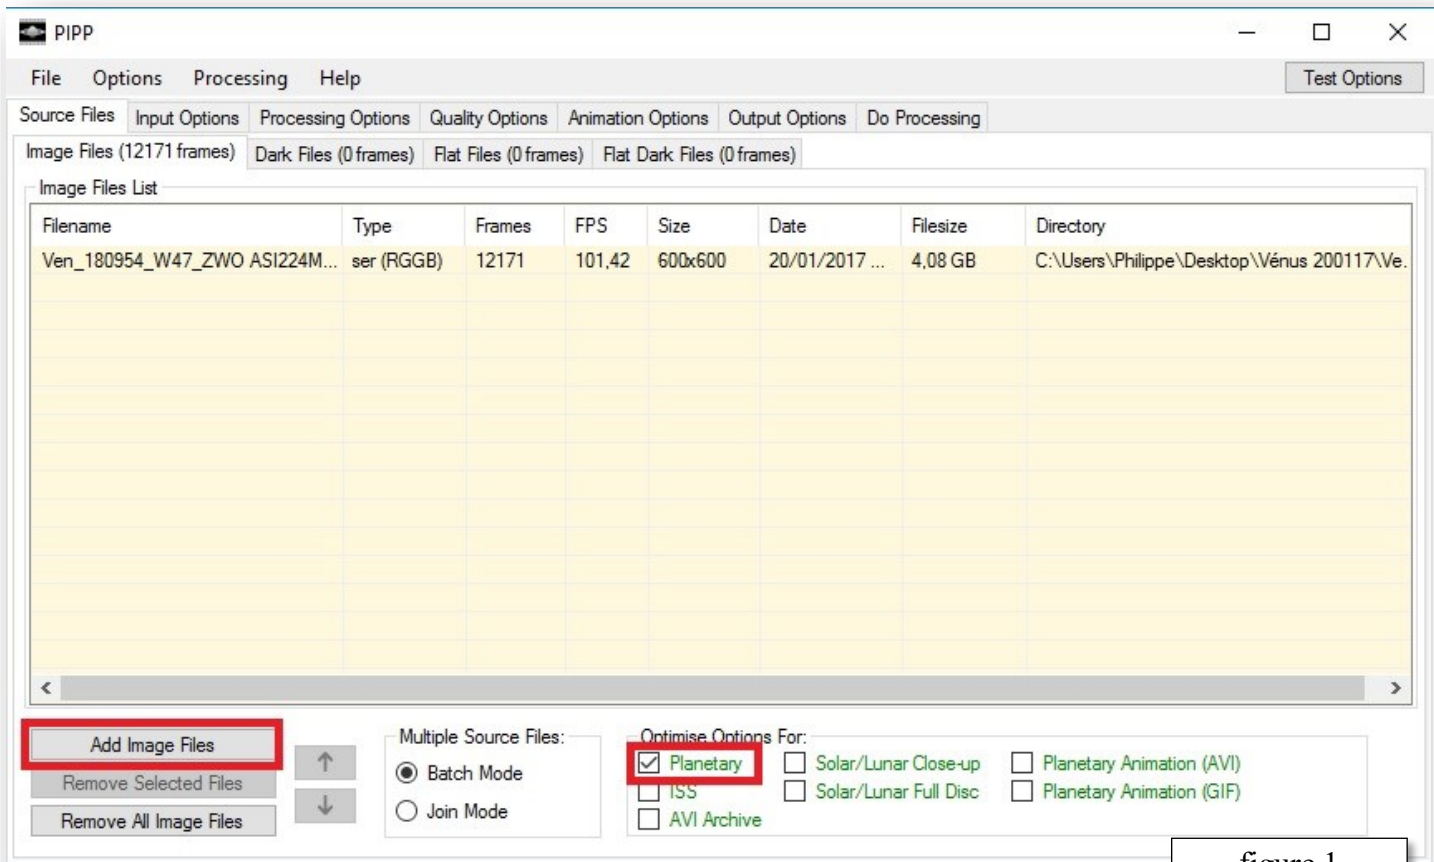 PIPP
File Options Processing Help Test Options
Source Files Input Options Processing Options Quality Options Animation Options Output Options Do Processing
Image Files (12171 frames) Dark Files (0 frames) Flat Files (0 frames) Flat Dark Files (0 frames)
Image Files List
Filename Type Frames FPS Size Date Filesize Directory
Ven_180954_W47_ZWO ASI224M... ser (RGGB) 12171 101,42 600x600 20/01/2017 ... 4,08 GB C:\Users\Philippe\Desktop\Vénus 200117\Ve.
Add Image Files
Remove Selected Files
Remove All Image Files
Multiple Source Files:
Batch Mode
Join Mode
Optimise Options For:
Planetary Solar/Lunar Close-up Planetary Animation (AVI)
ISS Solar/Lunar Full Disc Planetary Animation (GIF)
AVI Archive
figure 1